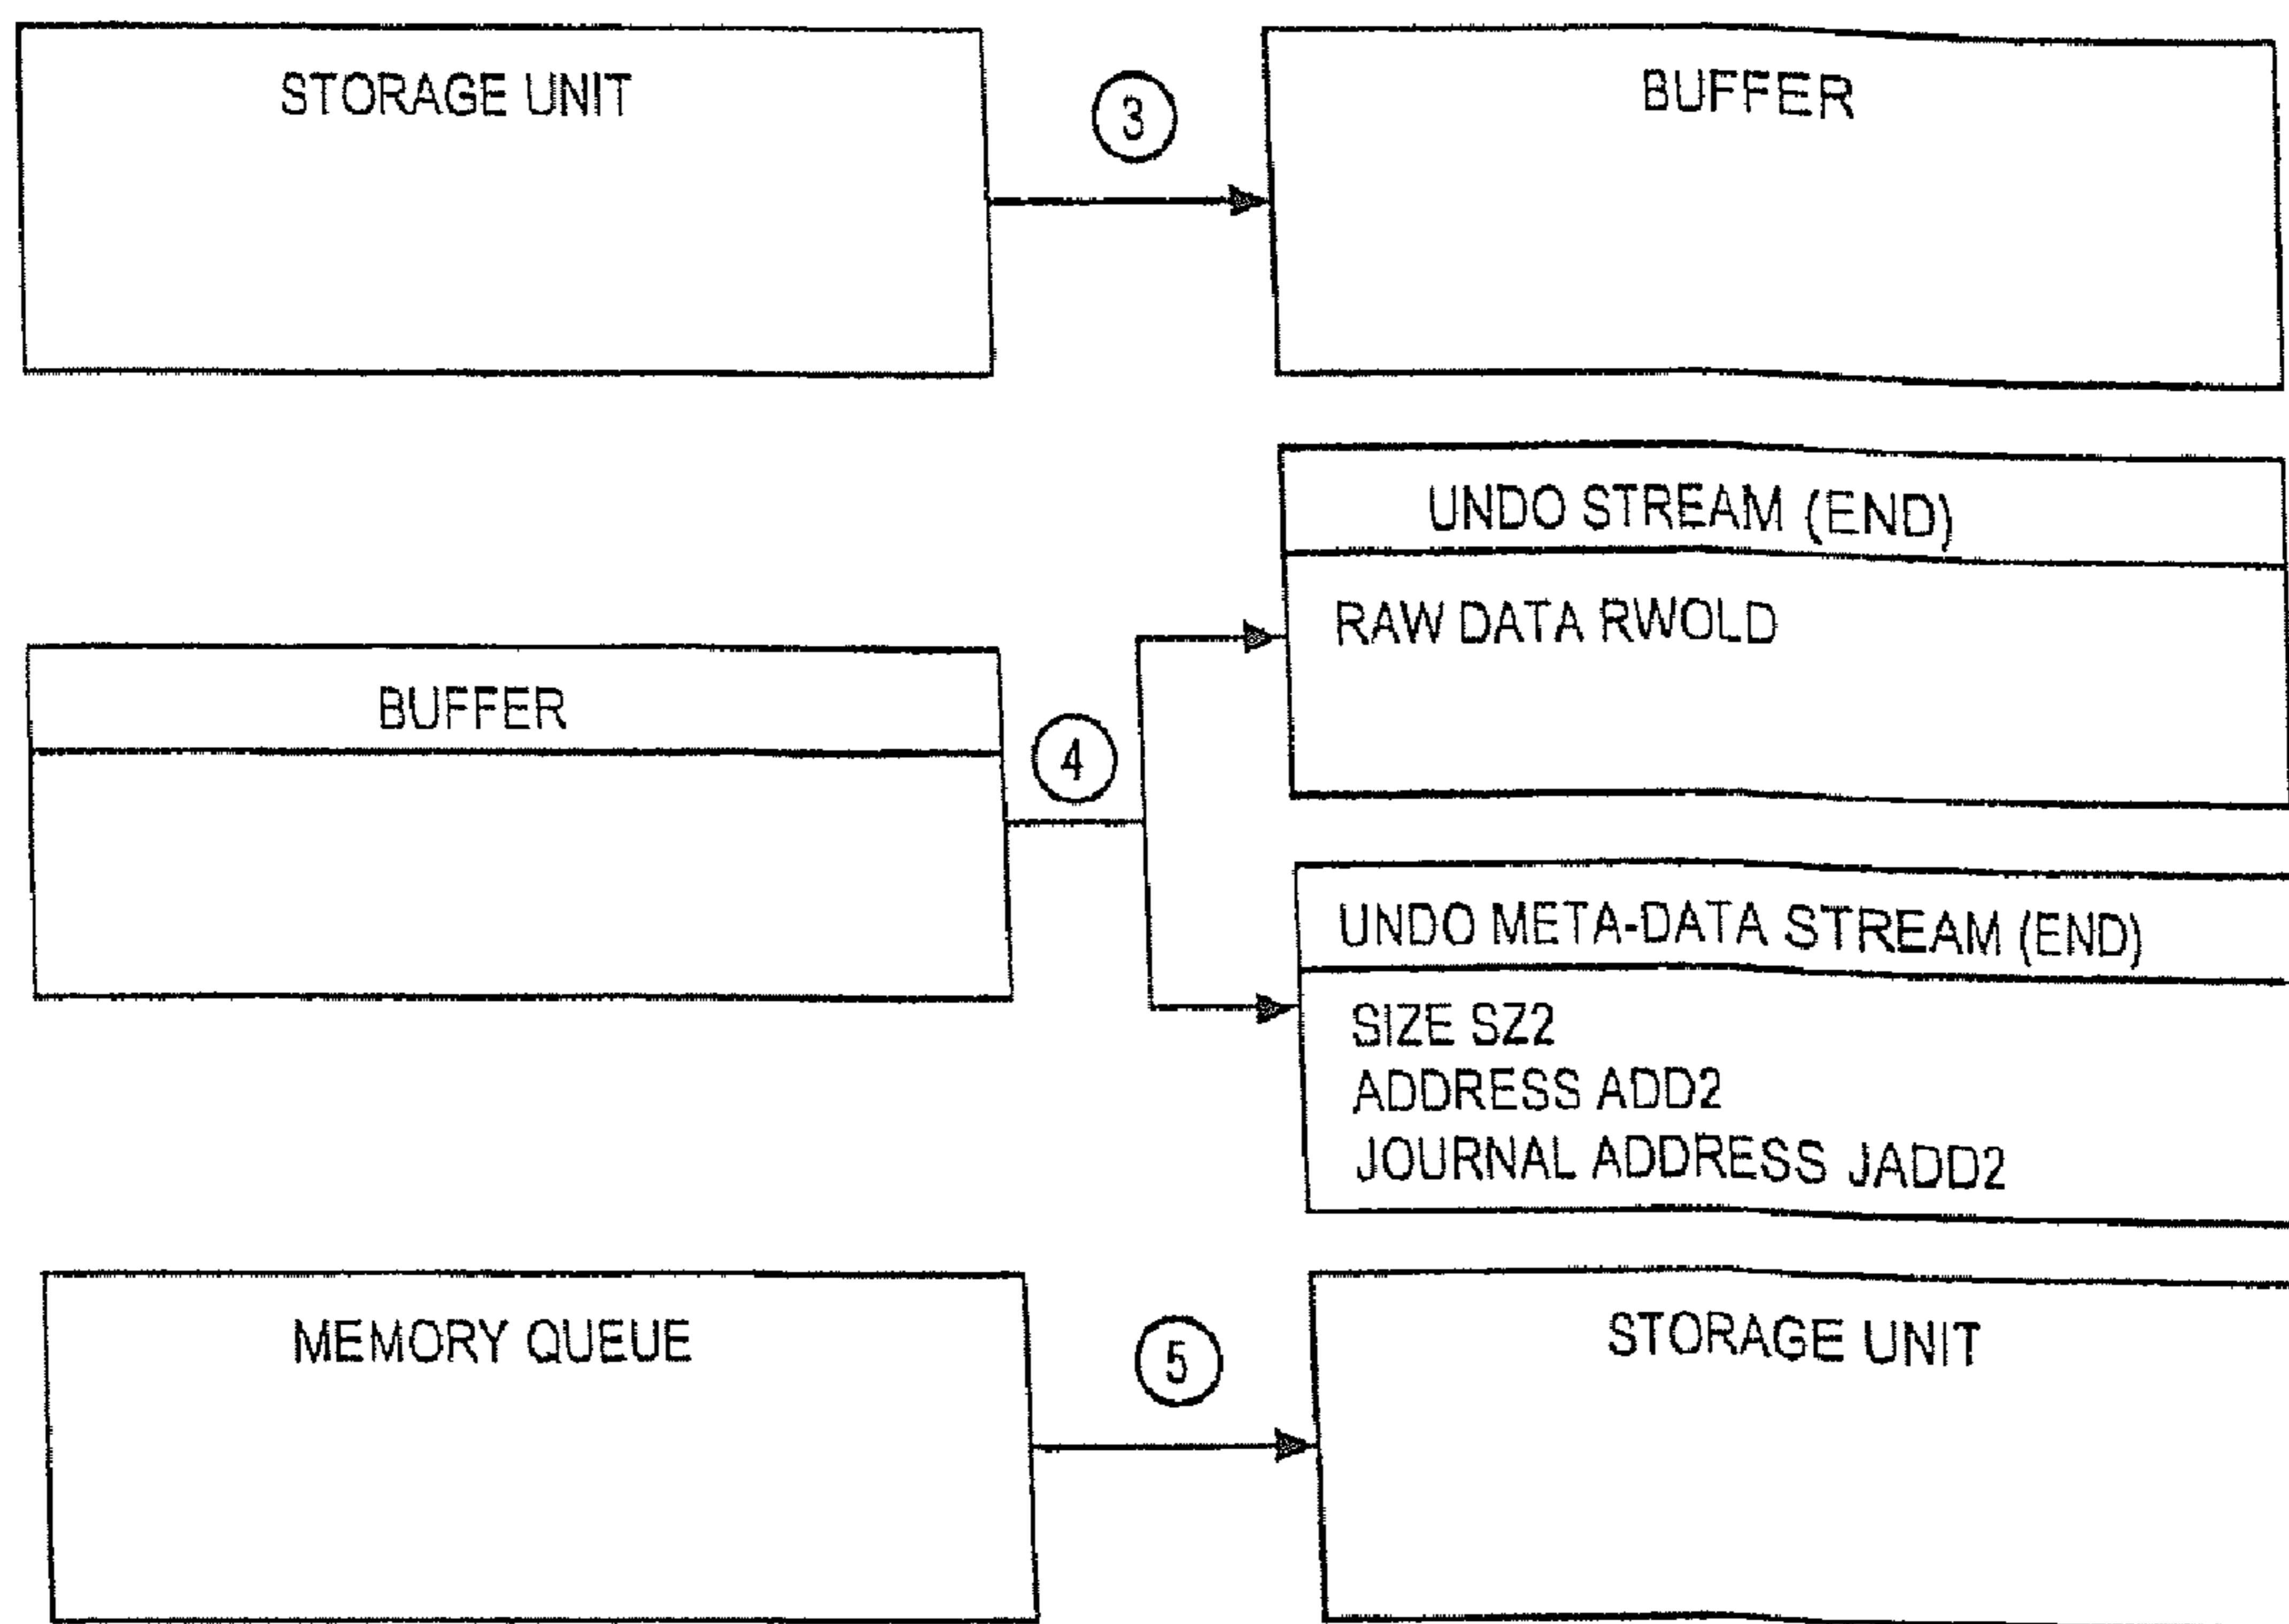 STORAGE UNIT
3
BUFFER
UNDO STREAM (END)
RAW DATA RWOLD
BUFFER
4
UNDO META-DATA STREAM (END)
SIZE SZ2
ADDRESS ADD2
JOURNAL ADDRESS JADD2
MEMORY QUEUE
5
STORAGE UNIT